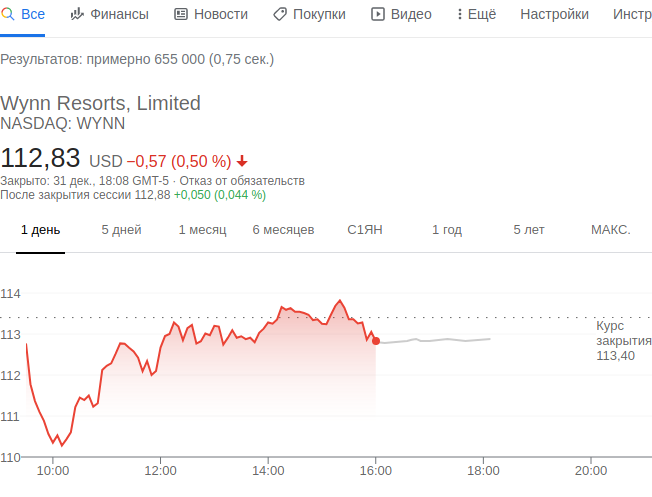 Все Финансы Новости Покупки Видео Ещё Настройки Инстр
Результатов: примерно 655 000 (0,75 сек.)
Wynn Resorts, Limited
NASDAQ: WYNN
112,83 USD −0,57 (0,50 %)
Закрыто: 31 дек., 18:08 GMT-5 · Отказ от обязательств
После закрытия сессии 112,88 +0,050 (0,044 %)
1 день 5 дней 1 месяц 6 месяцев С1ЯН 1 год 5 лет МАКС.
114
113
112
111
110
Курс
закрытия
113,40
10:00 12:00 14:00 16:00 18:00 20:00